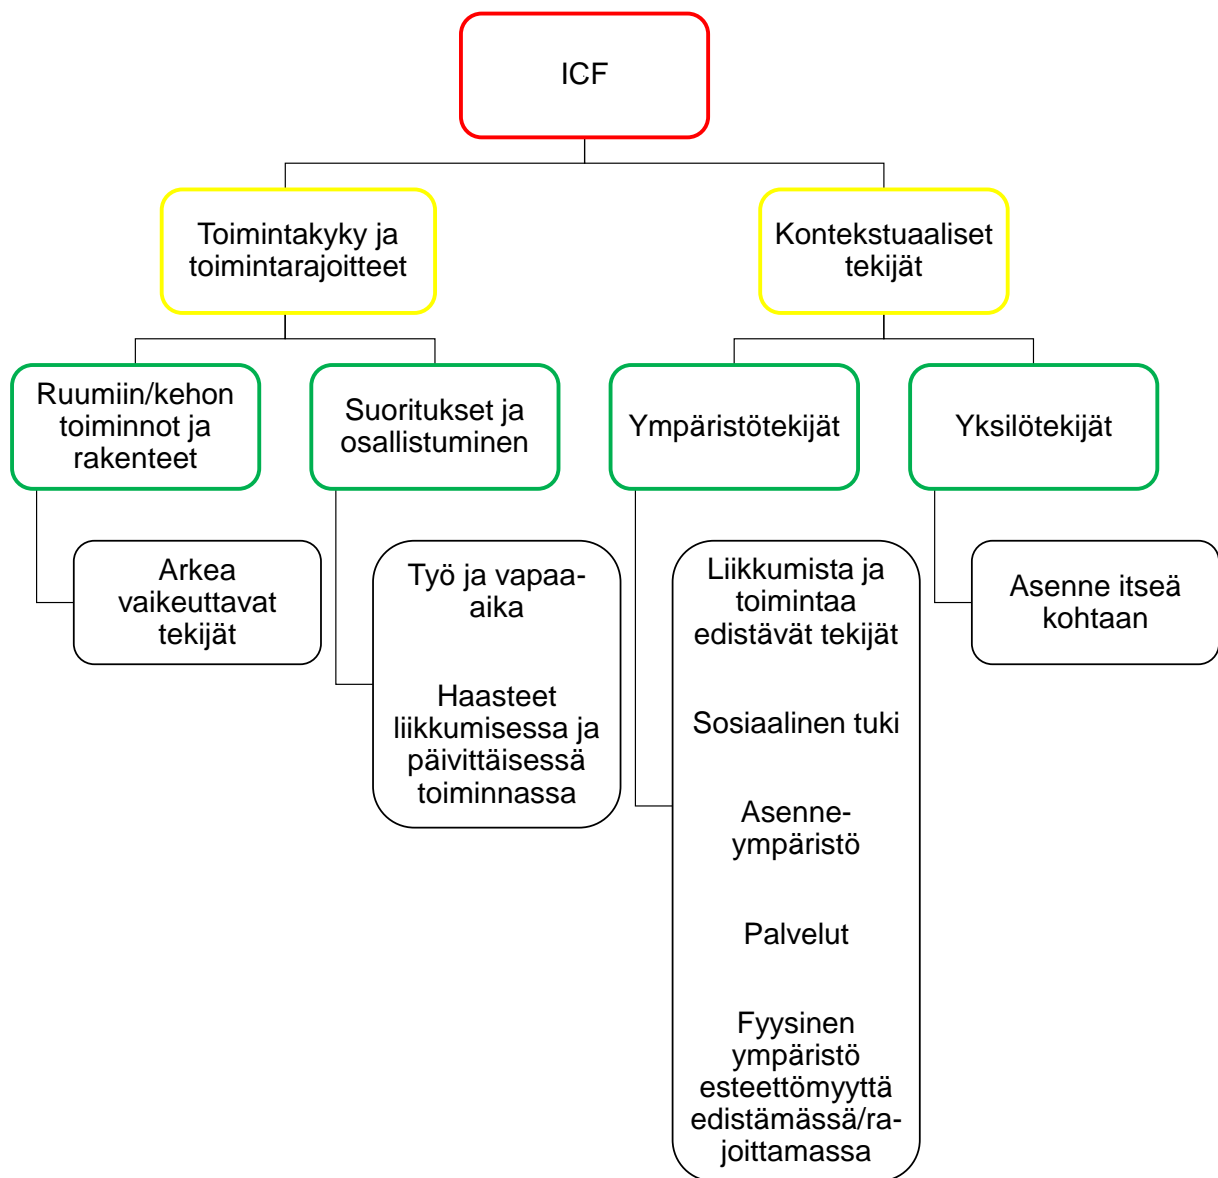 ICF
Toimintakyky ja
toimintarajoitteet
Kontekstuaaliset
tekijät
Ruumiin/kehon
toiminnot ja
rakenteet
Suoritukset ja
osallistuminen
Ympäristötekijät
Yksilötekijät
Arkea
vaikeuttavat
tekijät
Työ ja vapaa-
aika
Haasteet
liikkumisessa ja
päivittäisessä
toiminnassa
Liikkumista ja
toimintaa
edistävät tekijät
Sosiaalinen tuki
Asenne-
ympäristö
Palvelut
Fyysinen
ympäristö
esteettömyyttä
edistämässä/ra-
joittamassa
Asenne itseä
kohtaan